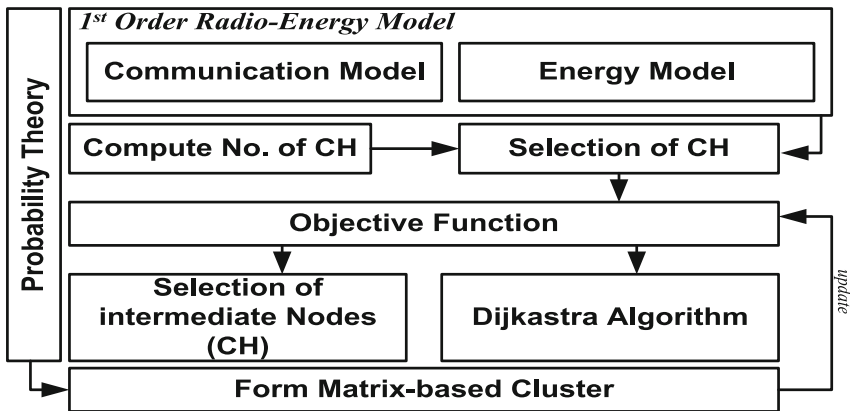 1st Order Radio-Energy Model
Communication Model
Energy Model
Probability Theory
Compute No. of CH
Selection of CH
Objective Function
Selection of
intermediate Nodes
(CH)
Dijkastra Algorithm
update
Form Matrix-based Cluster